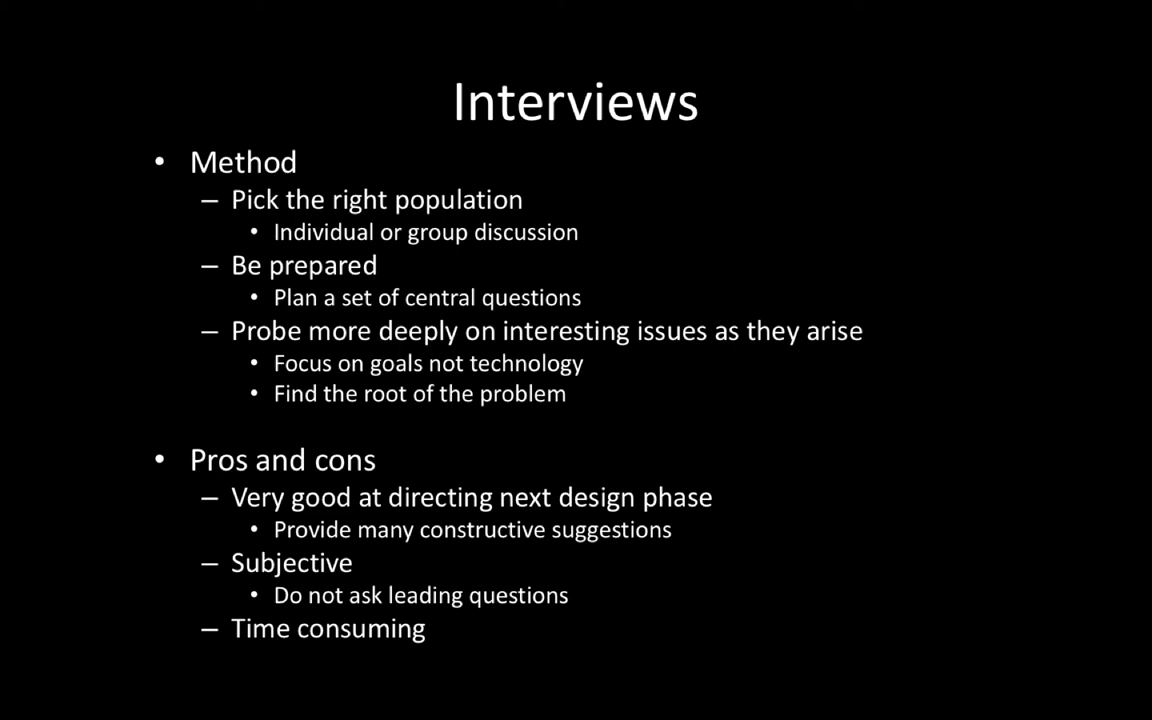 Interviews
• Method
– Pick the right population
• Individual or group discussion
– Be prepared
• Plan a set of central questions
– Probe more deeply on interesting issues as they arise
• Focus on goals not technology
• Find the root of the problem
• Pros and cons
– Very good at directing next design phase
• Provide many constructive suggestions
– Subjective
• Do not ask leading questions
– Time consuming